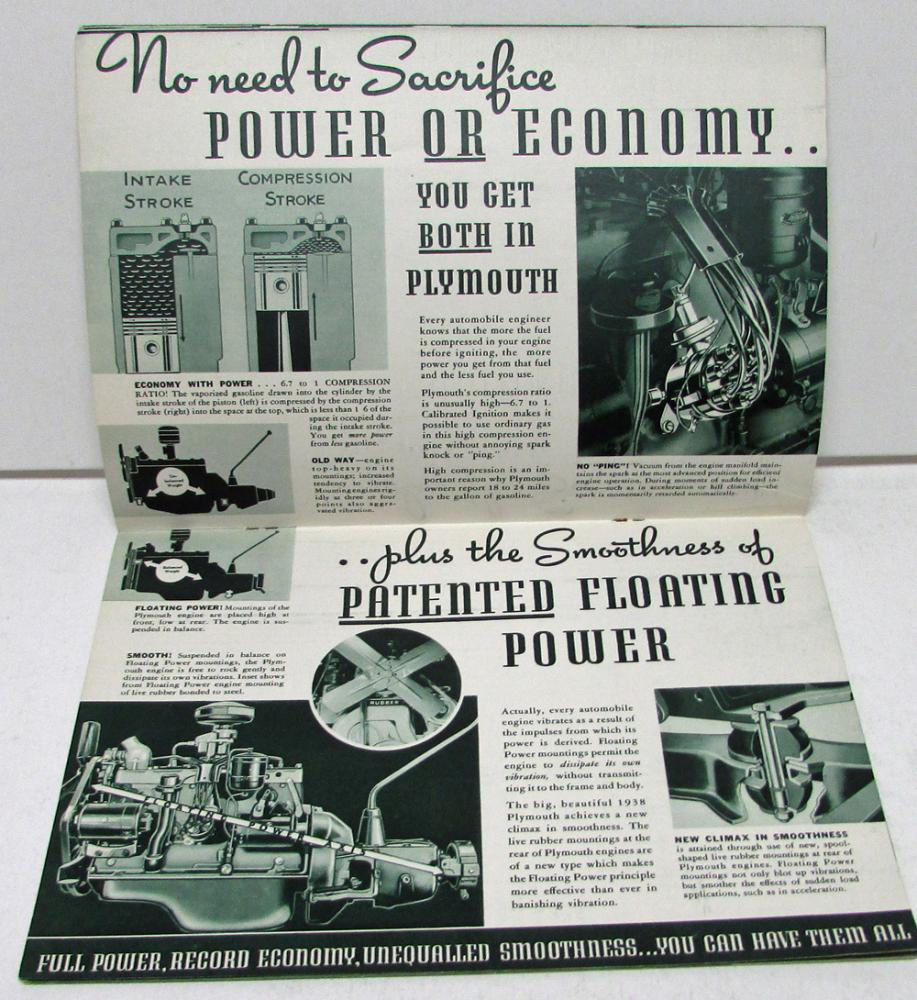 No need to Sacrifice
POWER OR ECONOMY..
INTAKE
STROKE
COMPRESSION
STROKE
YOU GET
BOTH IN
PLYMOUTH
Every automobile engineer
knows that the more the fuel
is compressed in your engine
before igniting, the more
power you get from that fuel
and the less fuel you use.
Plymouth's compression ratio
is unusually high—6.7 to 1.
Calibrated Ignition makes it
possible to use ordinary gas
in this high compression en-
gine without annoying spark
knock or "ping."
High compression is an im-
portant reason why Plymouth
owners report 18 to 24 miles
to the gallon of gasoline.
ECONOMY WITH POWER . . . 6.7 to 1 COMPRESSION
RATIO! The vaporized gasoline drawn into the cylinder by the
intake stroke of the piston (left) is compressed by the compression
stroke (right) into the space at the top, which is less than 1 6 of the
space it occupied dur-
ing the intake stroke.
You get more power
from less gasoline.
OLD WAY—engine
top-heavy on its
mountings; increased
tendency to vibrate.
Mounting engines rig-
idly at three or four
points also aggra-
vated vibration.
NO "PING"! Vacuum from the engine manifold main-
tains the spark at the most advanced position for efficient
engine operation. During moments of sudden load in-
crease—such as in acceleration or hill climbing—the
spark is momentarily retarded automatically.
..plus the Smoothness of
PATENTED FLOATING
POWER
Balanced
Weight
FLOATING POWER! Mountings of the
Plymouth engine are placed high at
front, low at rear. The engine is sus-
pended in balance.
SMOOTH! Suspended in balance on
Floating Power mountings, the Plym-
outh engine is free to rock gently and
dissipate its own vibrations. Inset shows
front Floating Power engine mounting
of live rubber bonded to steel.
RUBBER
Actually, every automobile
engine vibrates as a result of
the impulses from which its
power is derived. Floating
Power mountings permit the
engine to dissipate its own
vibration, without transmit-
ting it to the frame and body.
The big, beautiful 1938
Plymouth achieves a new
climax in smoothness. The
live rubber mountings at the
rear of Plymouth engines are
of a new type which makes
the Floating Power principle
more effective than ever in
banishing vibration.
NEW CLIMAX IN SMOOTHNESS
is attained through use of new, spool-
shaped live rubber mountings at rear of
Plymouth engines. Floating Power
mountings not only blot up vibrations,
but smoother the effects of sudden load
applications, such as in acceleration.
FULL POWER, RECORD ECONOMY, UNEQUALLED SMOOTHNESS...YOU CAN HAVE THEM ALL